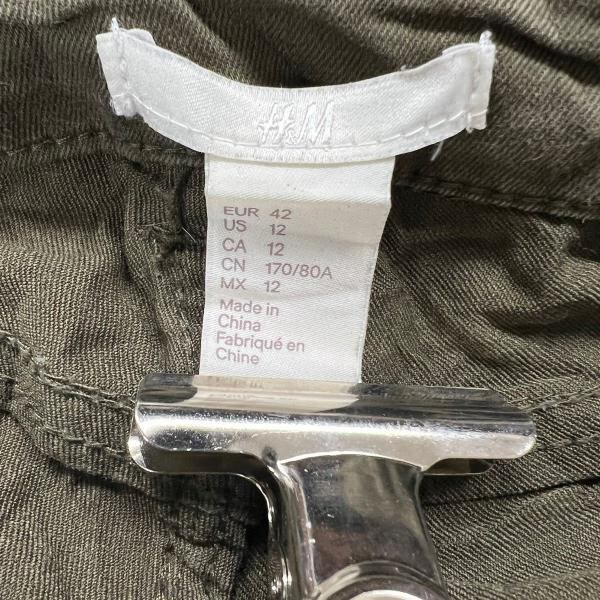 H&M
EUR 42
US 12
CA 12
CN 170/80A
MX 12
Made in
China
Fabriqué en
Chine